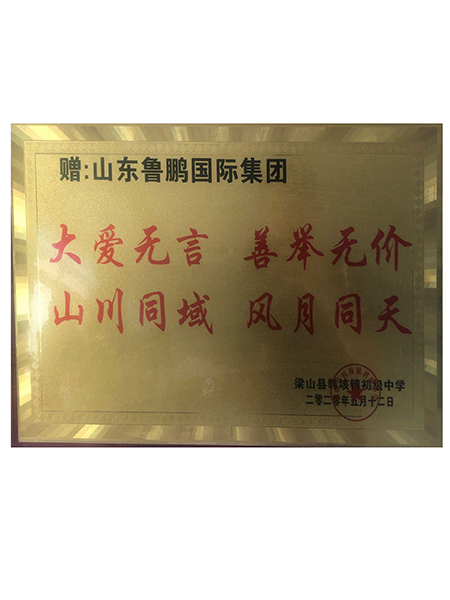 赠:山东鲁鹏国际集团
大爱无言 善举无价
山川同域 风月同天
梁山县韩垓镇初级中学
二零二零年五月十二日